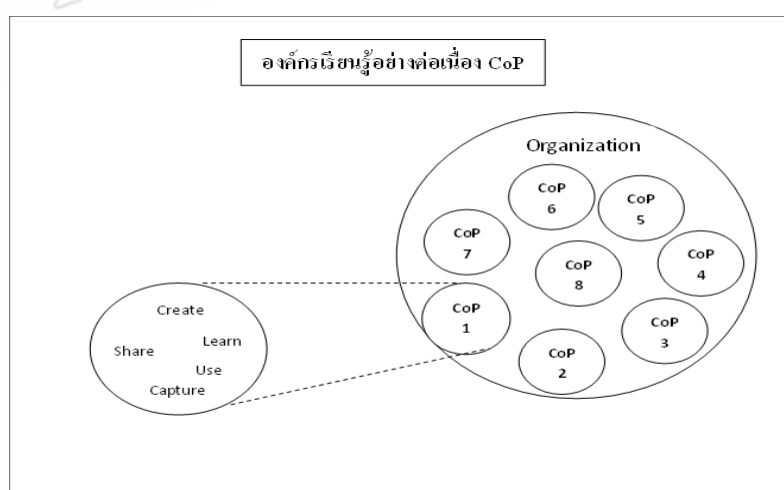 องค์กรเรียนรู้อย่างต่อเนื่อง CoP
Organization
CoP
6
CoP
5
CoP
7
CoP
4
CoP
8
CoP
1
CoP
3
CoP
2
Create
Learn
Share
Use
Capture